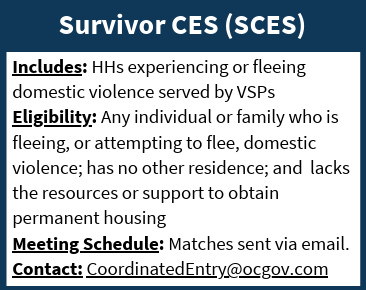 Survivor CES (SCES)
Includes: HHs experiencing or fleeing
domestic violence served by VSPs
Eligibility: Any individual or family who is
fleeing, or attempting to flee, domestic
violence; has no other residence; and lacks
the resources or support to obtain
permanent housing
Meeting Schedule: Matches sent via email.
Contact: CoordinatedEntry@ocgov.com